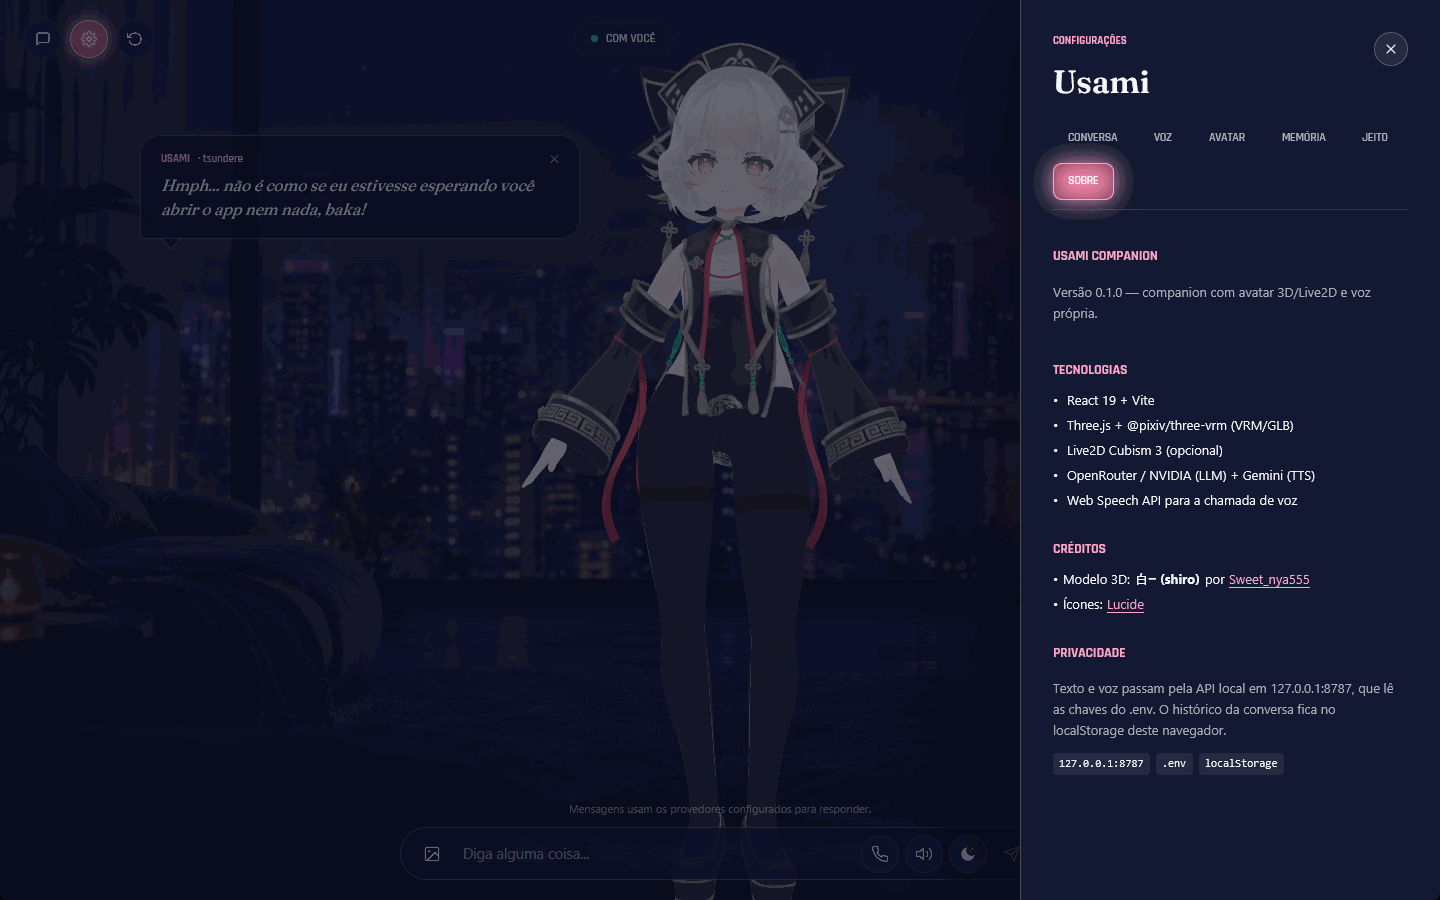 COM VOCÊ
USAMI · tsundere
Hmph... não é como se eu estivesse esperando você
abrir o app nem nada, baka!
Mensagens usam os provedores configurados para responder.
Diga alguma coisa...
CONFIGURAÇÕES
Usami
CONVERSA VOZ AVATAR MEMÓRIA JEITO
SOBRE
USAMI COMPANION
Versão 0.1.0 — companion com avatar 3D/Live2D e voz
própria.
TECNOLOGIAS
• React 19 + Vite
• Three.js + @pixiv/three-vrm (VRM/GLB)
• Live2D Cubism 3 (opcional)
• OpenRouter / NVIDIA (LLM) + Gemini (TTS)
• Web Speech API para a chamada de voz
CRÉDITOS
• Modelo 3D: 白一 (shiro) por Sweet_nya555
• Ícones: Lucide
PRIVACIDADE
Texto e voz passam pela API local em 127.0.0.1:8787, que lê
as chaves do .env. O histórico da conversa fica no
localStorage deste navegador.
127.0.0.1:8787 .env localStorage